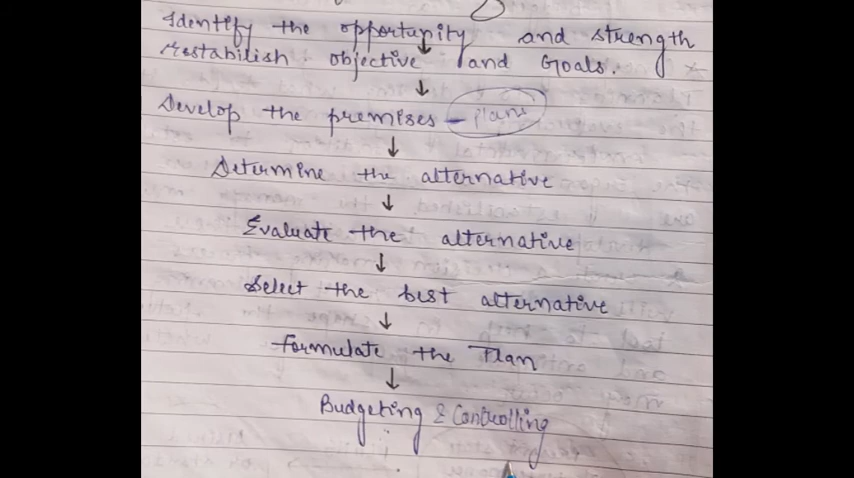 Identify the opportunity and strength
restabilish objective and Goals.
↓
Develop the premises – plans
↓
Determine the alternative
↓
Evaluate the alternative
↓
Select the best alternative
↓
Formulate the Plan
↓
Budgeting & Controlling